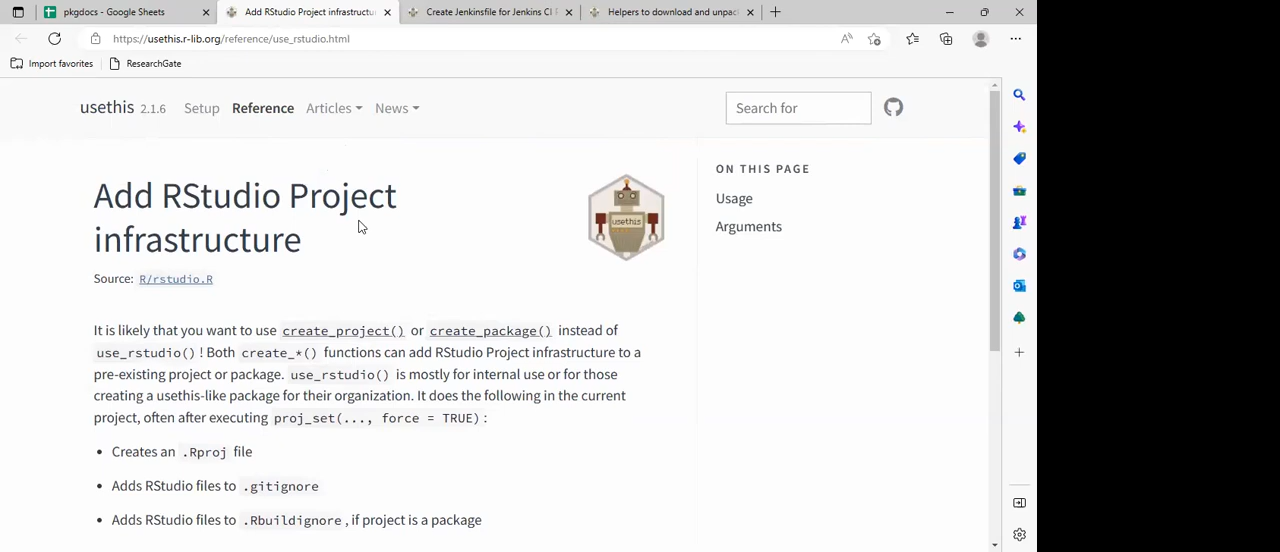 pkgdocs - Google Sheets
Add RStudio Project infrastructur
Create Jenkinsfile for Jenkins CI P
Helpers to download and unpack
https://usethis.r-lib.org/reference/use_rstudio.html
Import favorites
ResearchGate
usethis 2.1.6 Setup Reference Articles News
Search for
ON THIS PAGE
Usage
Arguments
Add RStudio Project
infrastructure
usethis
Source: R/rstudio.R
It is likely that you want to use create_project() or create_package() instead of
use_rstudio()! Both create_*() functions can add RStudio Project infrastructure to a
pre-existing project or package. use_rstudio() is mostly for internal use or for those
creating a usethis-like package for their organization. It does the following in the current
project, often after executing proj_set(..., force = TRUE):
• Creates an .Rproj file
• Adds RStudio files to .gitignore
• Adds RStudio files to .Rbuildignore, if project is a package